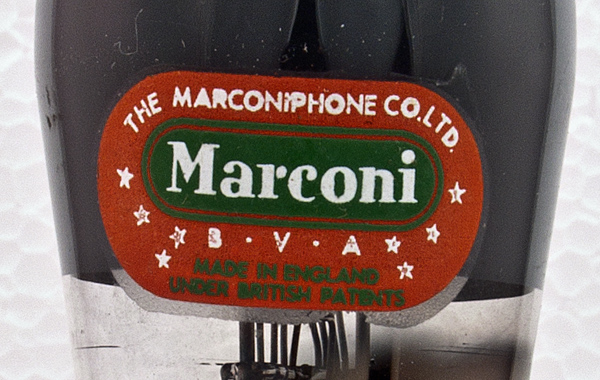 THE MARCONiPHONE CO.LTD.
Marconi
B · V · A
MADE IN ENGLAND
UNDER BRITISH PATENTS